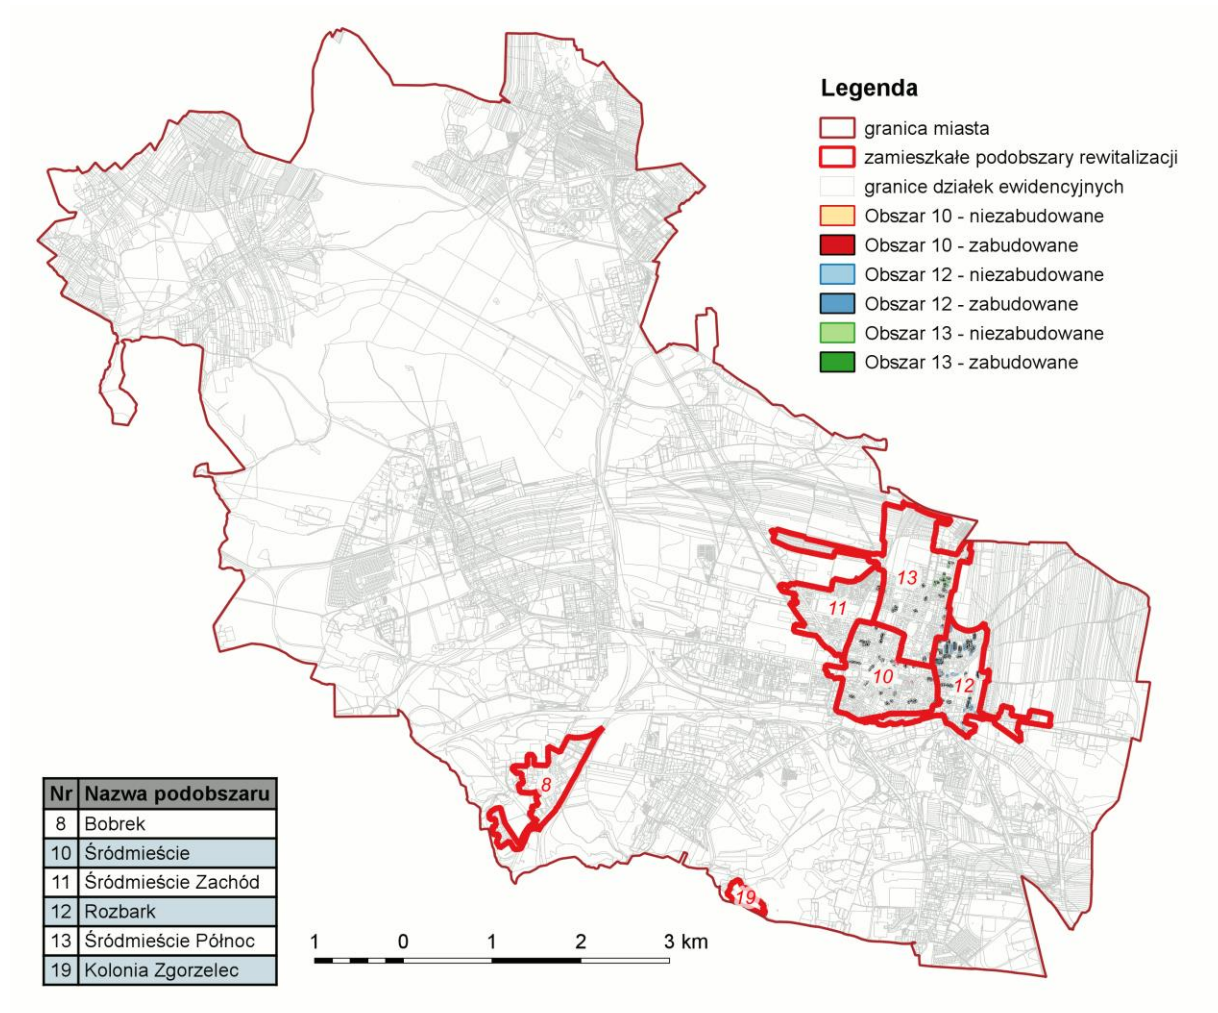 Legenda
granica miasta
zamieszkałe podobszary rewitalizacji
granice działek ewidencyjnych
Obszar 10 - niezabudowane
Obszar 10 - zabudowane
Obszar 12 - niezabudowane
Obszar 12 - zabudowane
Obszar 13 - niezabudowane
Obszar 13 - zabudowane
13
11
10
12
8
19
Nr Nazwa podobszaru
8 Bobrek
10 Śródmieście
11 Śródmieście Zachód
12 Rozbark
13 Śródmieście Północ
19 Kolonia Zgorzelec
1 0 1 2 3 km